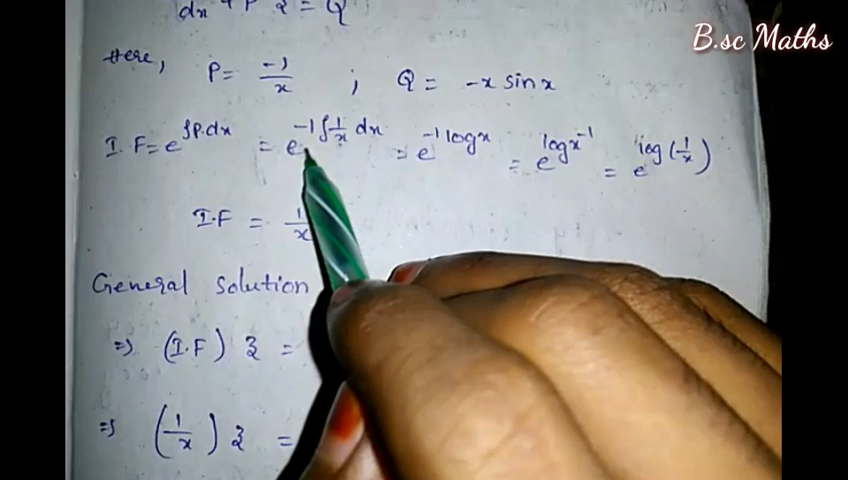 B.sc Maths
dx + P z = Q
Here, P = -1/x ; Q = -x sin x
I.F = e^∫P.dx = e^-1∫1/x dx = e^-1 log x = e^log x^-1 = e^log(1/x)
I.F = 1/x
General Solution
⇒ (I.F) z =
⇒ (1/x) z =